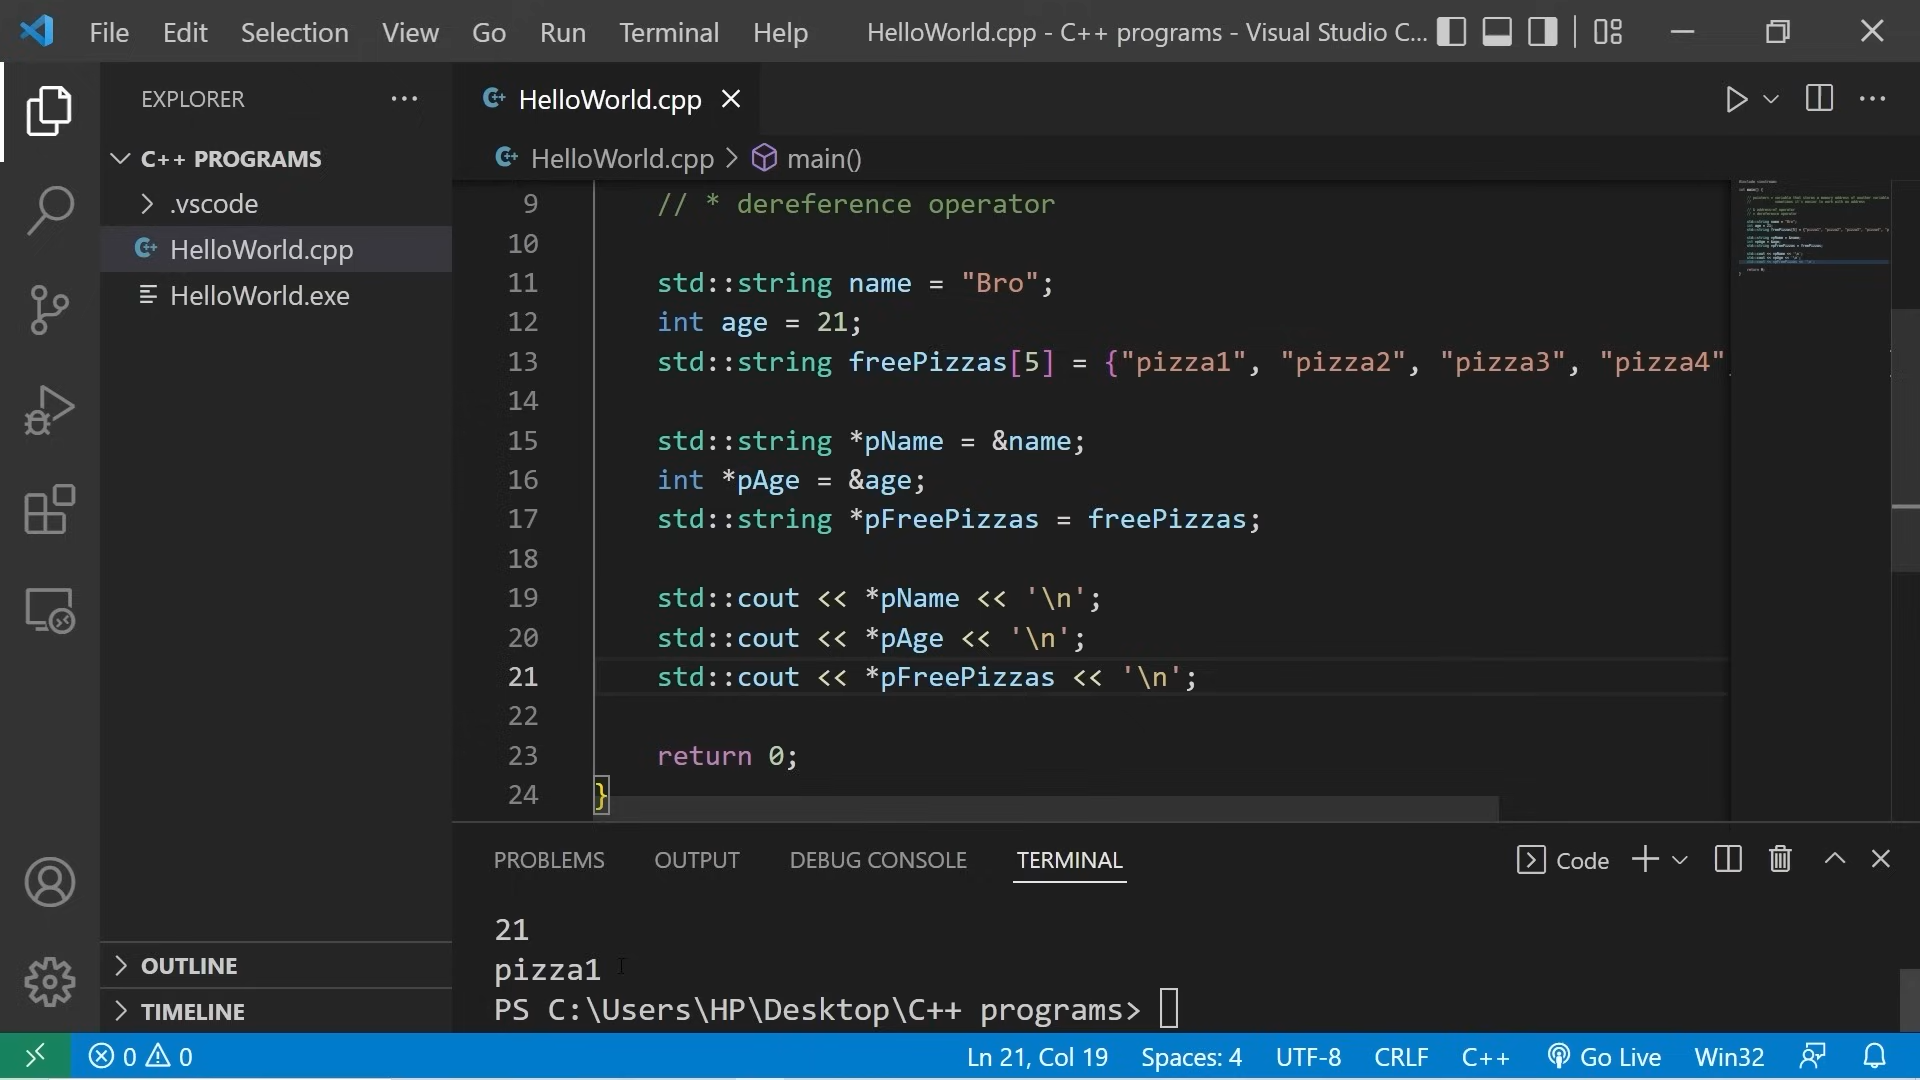 File Edit Selection View Go Run Terminal Help HelloWorld.cpp - C++ programs - Visual Studio C...
EXPLORER ...
C++ PROGRAMS
.vscode
HelloWorld.cpp
HelloWorld.exe
OUTLINE
TIMELINE
HelloWorld.cpp
HelloWorld.cpp > main()
9 // * dereference operator
10
11 std::string name = "Bro";
12 int age = 21;
13 std::string freePizzas[5] = {"pizza1", "pizza2", "pizza3", "pizza4"
14
15 std::string *pName = &name;
16 int *pAge = &age;
17 std::string *pFreePizzas = freePizzas;
18
19 std::cout << *pName << '\n';
20 std::cout << *pAge << '\n';
21 std::cout << *pFreePizzas << '\n';
22
23 return 0;
24 }
PROBLEMS OUTPUT DEBUG CONSOLE TERMINAL Code
21
pizza1
PS C:\Users\HP\Desktop\C++ programs>
0 0 Ln 21, Col 19 Spaces: 4 UTF-8 CRLF C++ Go Live Win32